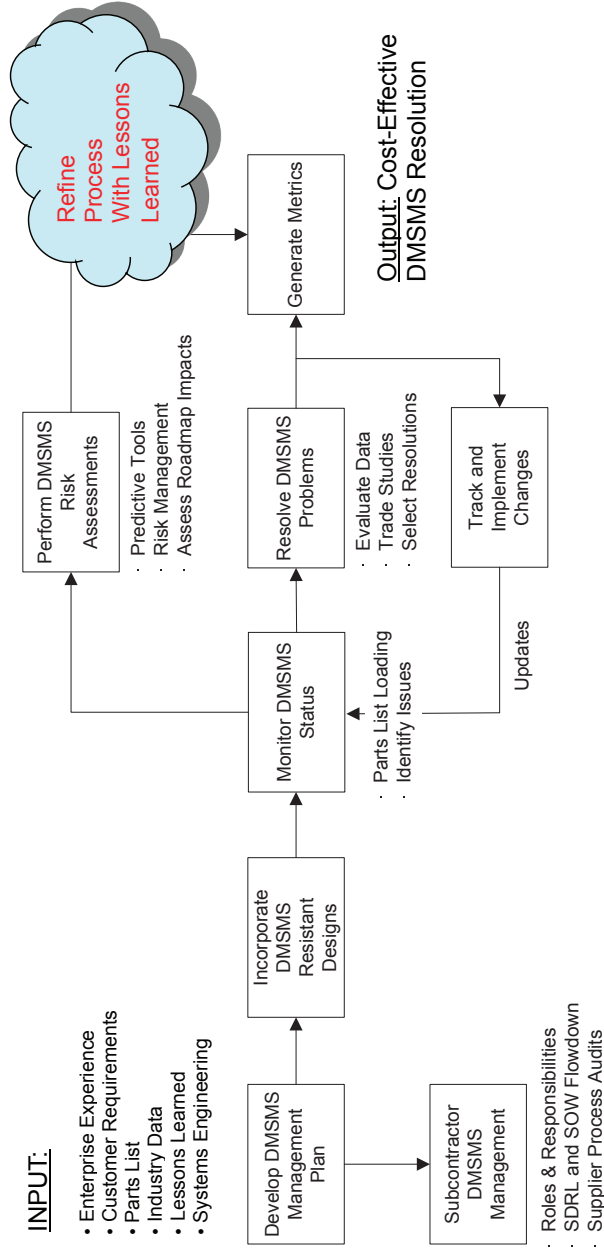 INPUT:
• Enterprise Experience
• Customer Requirements
• Parts List
• Industry Data
• Lessons Learned
• Systems Engineering
Develop DMSMS
Management
Plan
Subcontractor
DMSMS
Management
· Roles & Responsibilities
· SDRL and SOW Flowdown
· Supplier Process Audits
Incorporate
DMSMS
Resistant
Designs
Monitor DMSMS
Status
· Parts List Loading
· Identify Issues
Updates
Perform DMSMS
Risk
Assessments
· Predictive Tools
· Risk Management
· Assess Roadmap Impacts
Resolve DMSMS
Problems
· Evaluate Data
· Trade Studies
· Select Resolutions
Track and
Implement
Changes
Refine
Process
With Lessons
Learned
Generate Metrics
Output: Cost-Effective
DMSMS Resolution